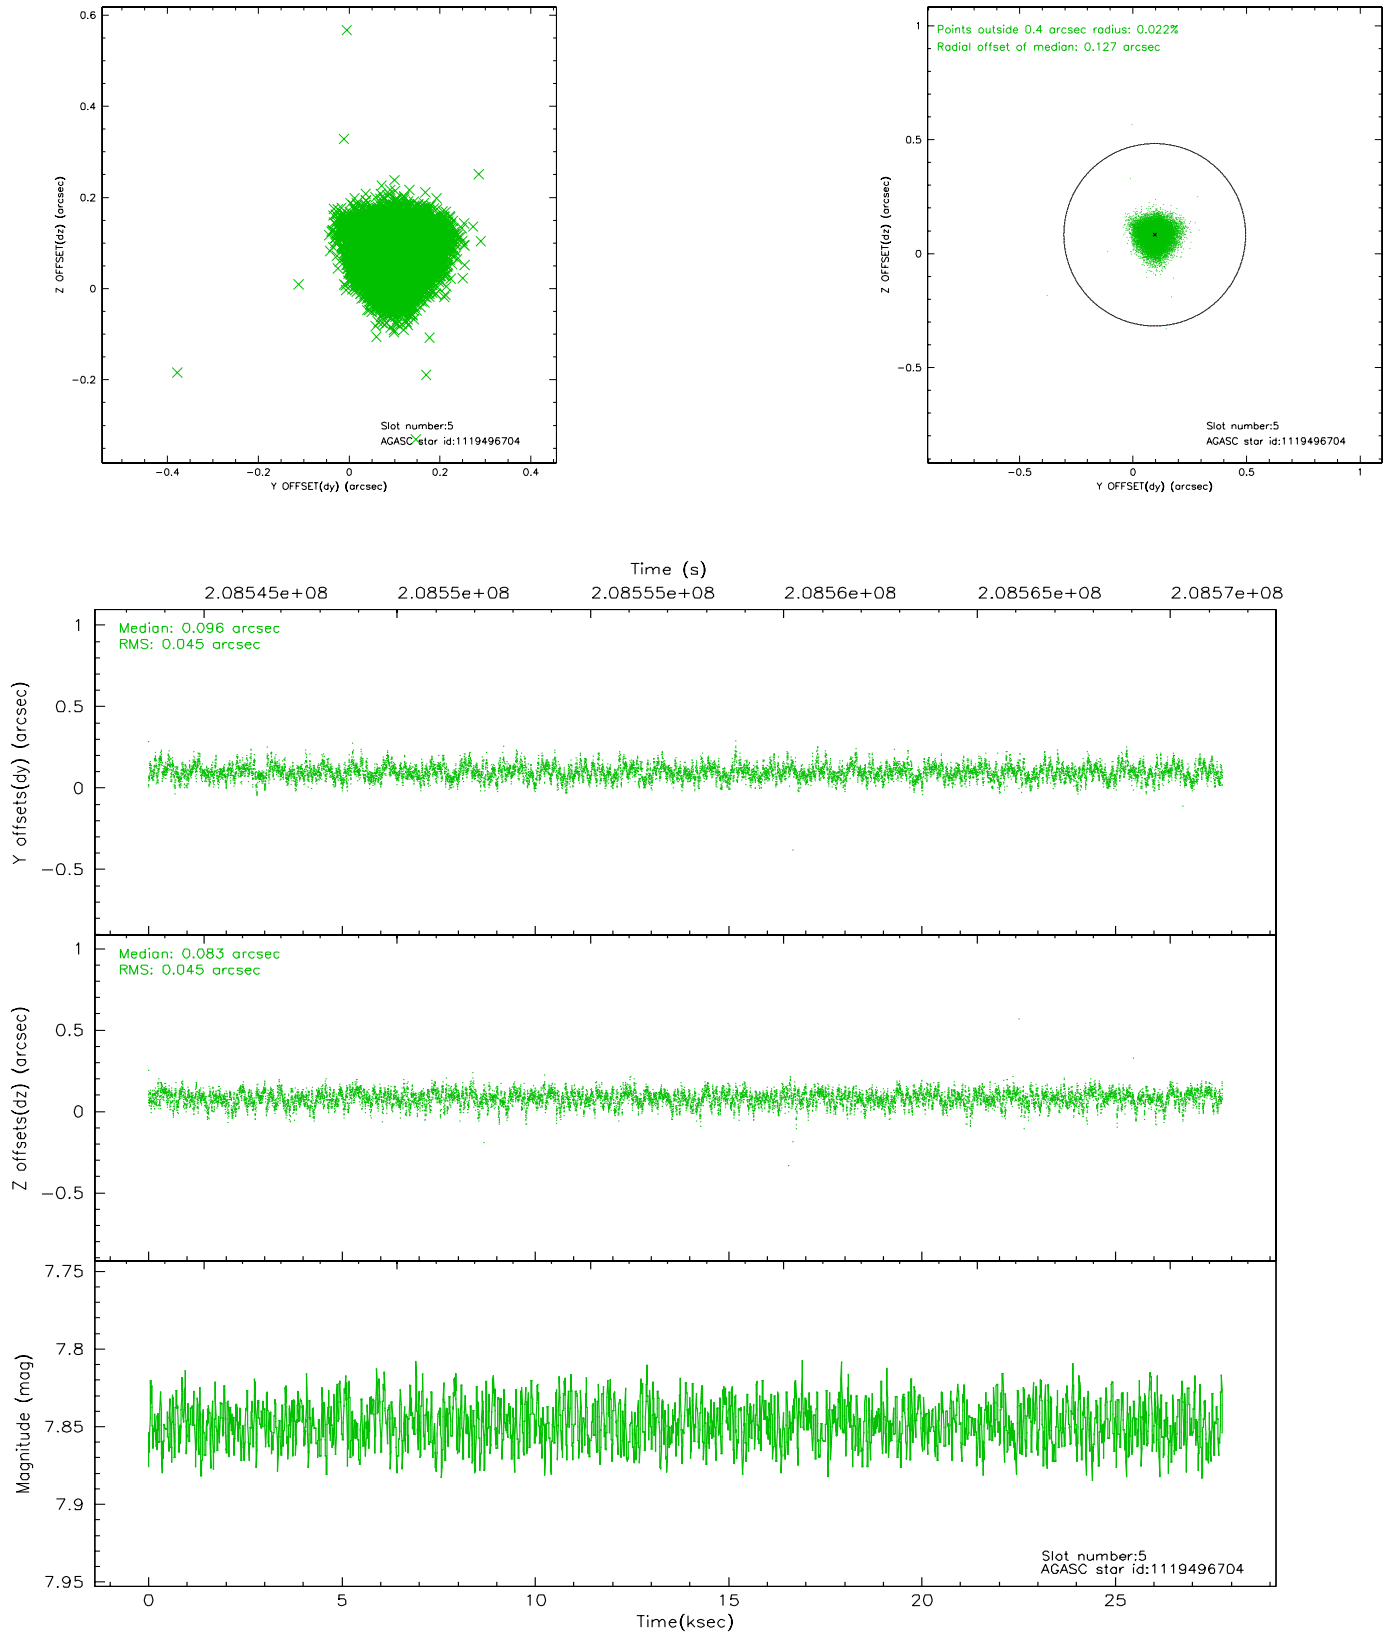 0.6
0.4
0.2
0
−0.2
Z OFFSET(dz) (arcsec)
Slot number:5
AGASC star id:1119496704
−0.4 −0.2 0 0.2 0.4
Y OFFSET(dy) (arcsec)
Points outside 0.4 arcsec radius: 0.022%
Radial offset of median: 0.127 arcsec
1
0.5
0
−0.5
Z OFFSET(dz) (arcsec)
Slot number:5
AGASC star id:1119496704
−0.5 0 0.5 1
Y OFFSET(dy) (arcsec)
Time (s)
2.08545e+08 2.0855e+08 2.08555e+08 2.0856e+08 2.08565e+08 2.0857e+08
Median: 0.096 arcsec
RMS: 0.045 arcsec
1
0.5
0
−0.5
Y offsets(dy) (arcsec)
Median: 0.083 arcsec
RMS: 0.045 arcsec
1
0.5
0
−0.5
Z offsets(dz) (arcsec)
7.75
7.8
7.85
7.9
7.95
Magnitude (mag)
Slot number:5
AGASC star id:1119496704
0 5 10 15 20 25
Time(ksec)